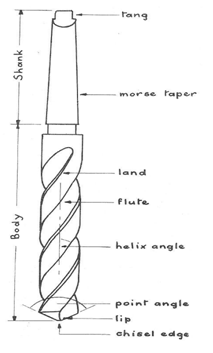 tang
Shank
morse taper
land
flute
Body
helix angle
point angle
lip
chisel edge